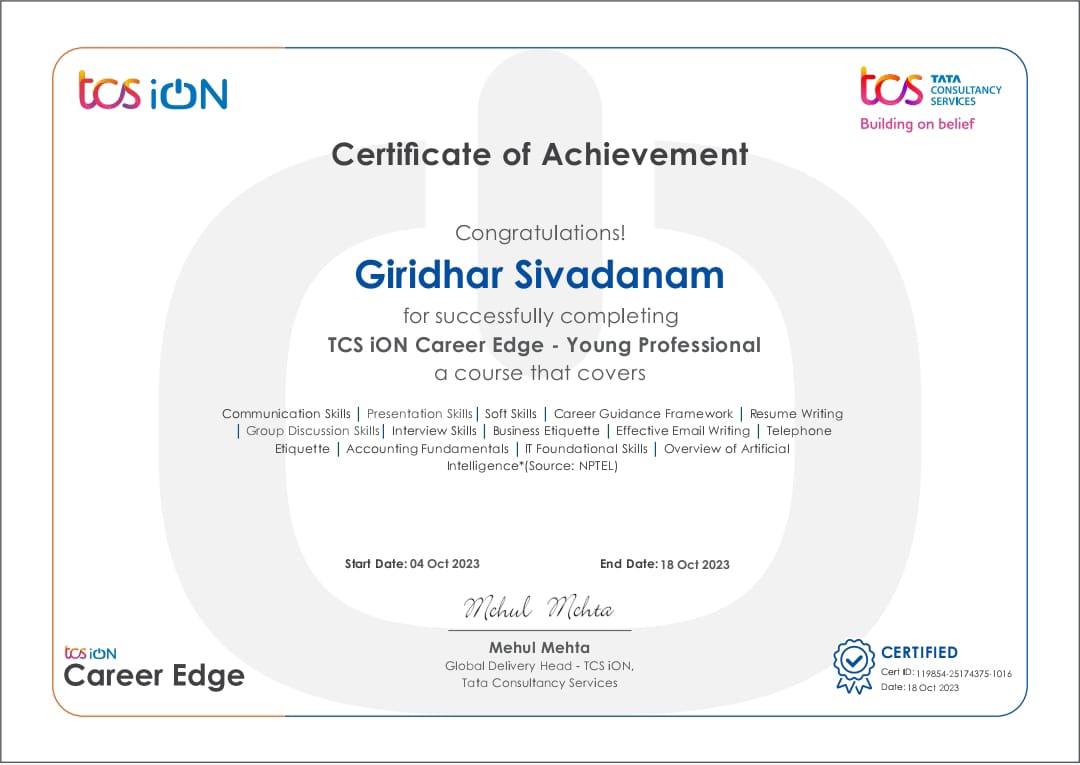 tcs iON
tcs TATA
CONSULTANCY
SERVICES
Building on belief
Certificate of Achievement
Congratulations!
Giridhar Sivadanam
for successfully completing
TCS iON Career Edge - Young Professional
a course that covers
Communication Skills | Presentation Skills | Soft Skills | Career Guidance Framework | Resume Writing
| Group Discussion Skills | Interview Skills | Business Etiquette | Effective Email Writing | Telephone
Etiquette | Accounting Fundamentals | IT Foundational Skills | Overview of Artificial
Intelligence*(Source: NPTEL)
Start Date: 04 Oct 2023 End Date: 18 Oct 2023
Mehul Mehta
Mehul Mehta
Global Delivery Head - TCS iON,
Tata Consultancy Services
tcs iON
Career Edge
CERTIFIED
Cert ID: 119854-25174375-1016
Date: 18 Oct 2023